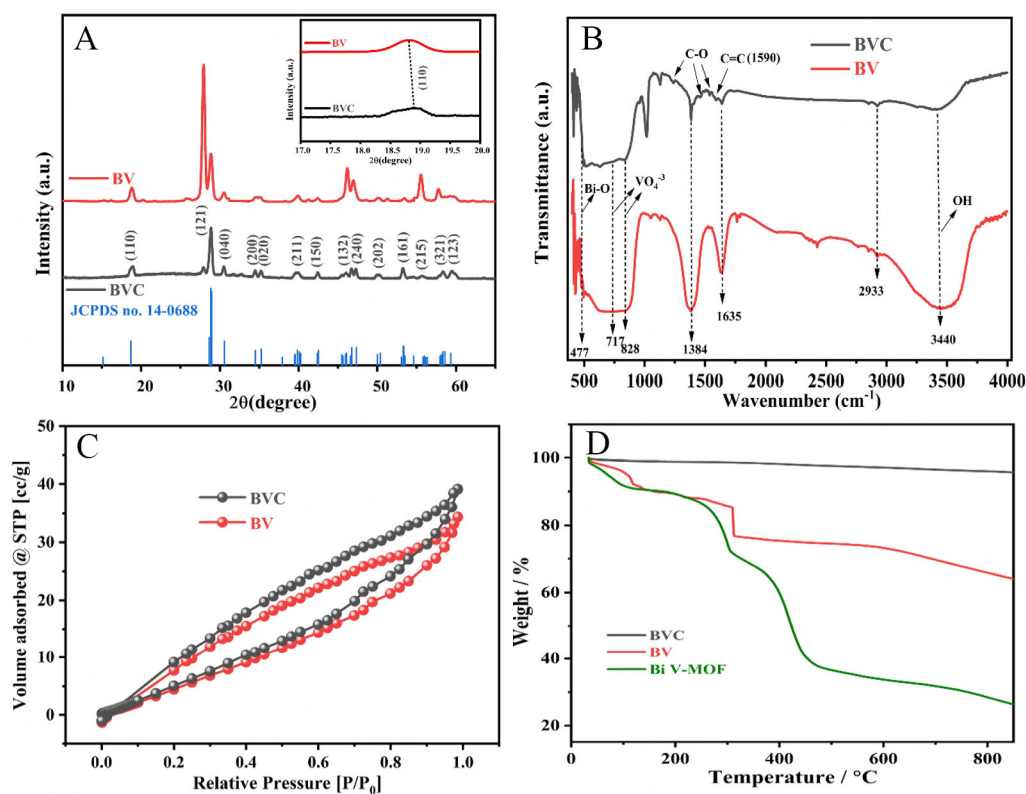 A
BV
(110)
BVC
Intensity (a.u.)
17.0 17.5 18.0 18.5 19.0 19.5 20.0
2θ(degree)
BV
(110)
(121)
(040)
(200)
(020)
(211)
(150)
(132)
(240)
(202)
(161)
(215)
(321)
(123)
BVC
JCPDS no. 14-0688
Intensity (a.u.)
10 20 30 40 50 60
2θ(degree)
B
BVC
BV
C-O
C=C (1590)
Bi-O
VO4-3
OH
477
717
828
1384
1635
2933
3440
Transmittance (a.u.)
500 1000 1500 2000 2500 3000 3500 4000
Wavenumber (cm-1)
C
BVC
BV
Volume adsorbed @ STP [cc/g]
50
40
30
20
10
0
0.0 0.2 0.4 0.6 0.8 1.0
Relative Pressure [P/P0]
D
BVC
BV
Bi V-MOF
Weight / %
100
80
60
40
20
0 200 400 600 800
Temperature / °C